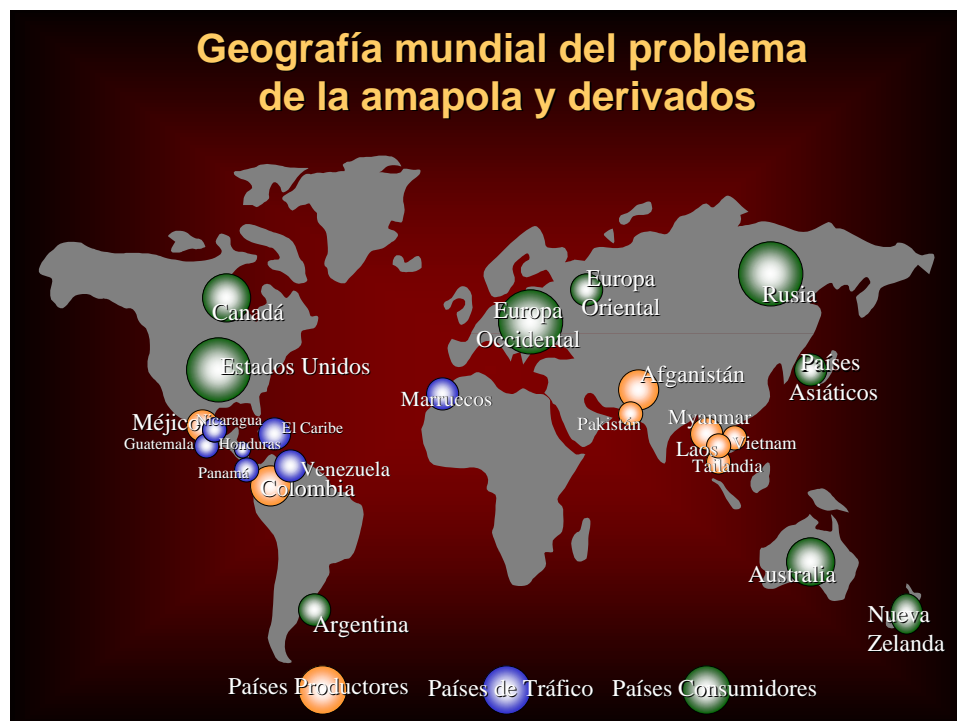 Geografía mundial del problema
de la amapola y derivados
Canadá
Estados Unidos
Méjico
Nicaragua
El Caribe
Guatemala
Honduras
Panamá
Venezuela
Colombia
Argentina
Europa
Oriental
Europa
Occidental
Rusia
Marruecos
Afganistán
Pakistán
Países
Asiáticos
Myanmar
Laos
Vietnam
Tailandia
Australia
Nueva
Zelanda
Países Productores
Países de Tráfico
Países Consumidores